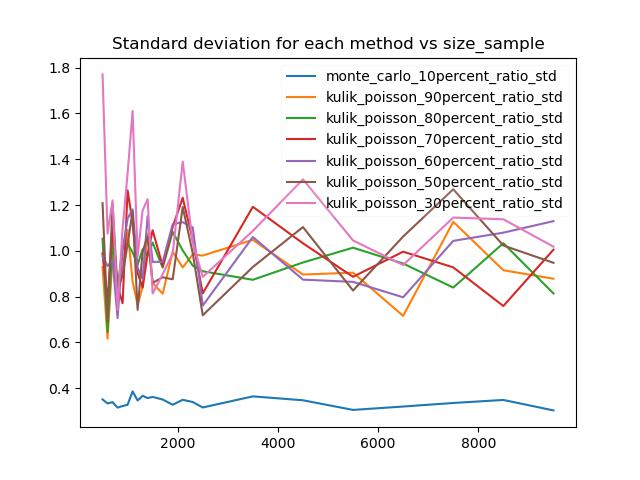 Standard deviation for each method vs size_sample
monte_carlo_10percent_ratio_std
kulik_poisson_90percent_ratio_std
kulik_poisson_80percent_ratio_std
kulik_poisson_70percent_ratio_std
kulik_poisson_60percent_ratio_std
kulik_poisson_50percent_ratio_std
kulik_poisson_30percent_ratio_std
1.8
1.6
1.4
1.2
1.0
0.8
0.6
0.4
2000 4000 6000 8000